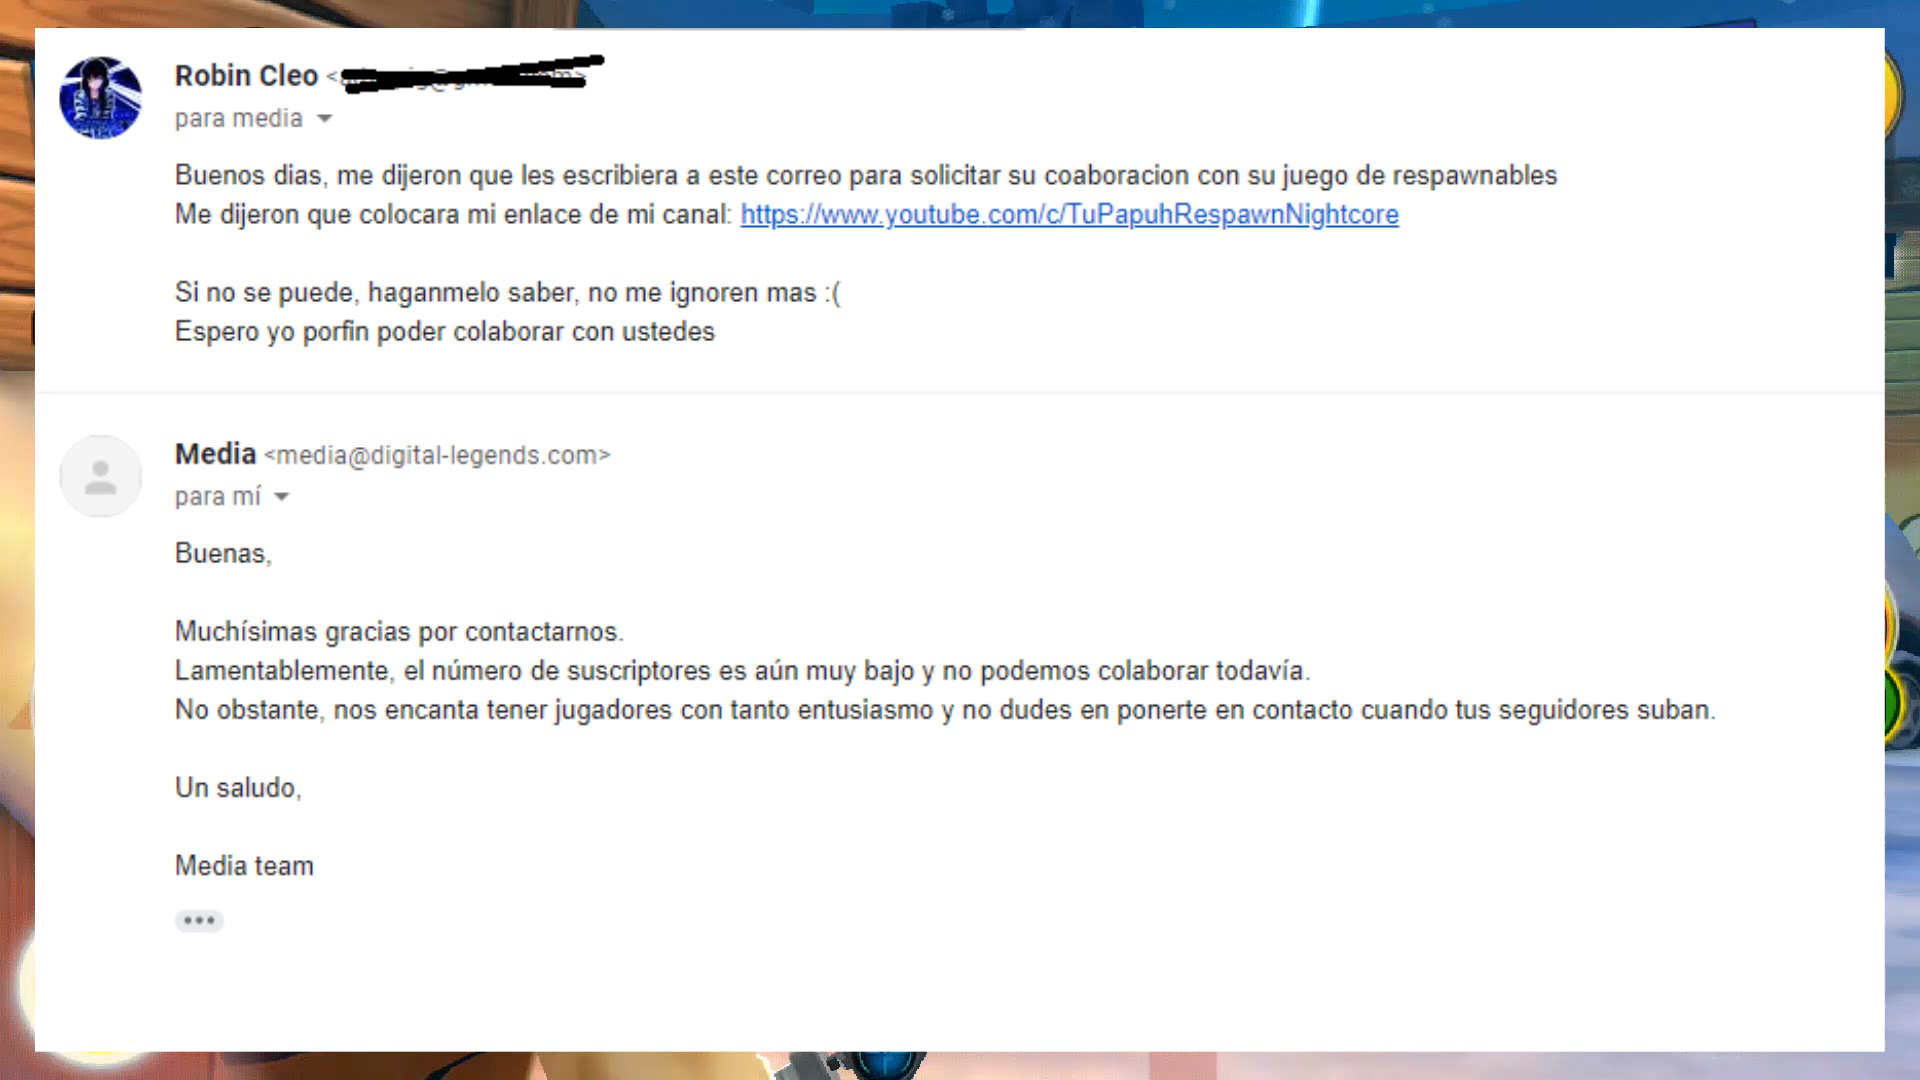 Robin Cleo
para media
Buenos dias, me dijeron que les escribiera a este correo para solicitar su coaboracion con su juego de respawnables
Me dijeron que colocara mi enlace de mi canal: https://www.youtube.com/c/TuPapuhRespawnNightcore
Si no se puede, haganmelo saber, no me ignoren mas :(
Espero yo porfin poder colaborar con ustedes
Media <media@digital-legends.com>
para mí
Buenas,
Muchísimas gracias por contactarnos.
Lamentablemente, el número de suscriptores es aún muy bajo y no podemos colaborar todavía.
No obstante, nos encanta tener jugadores con tanto entusiasmo y no dudes en ponerte en contacto cuando tus seguidores suban.
Un saludo,
Media team